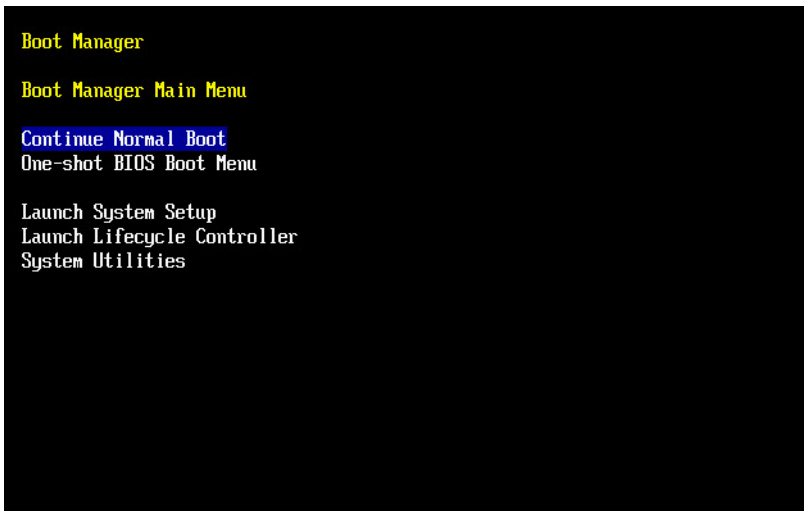 Boot Manager
Boot Manager Main Menu
Continue Normal Boot
One-shot BIOS Boot Menu
Launch System Setup
Launch Lifecycle Controller
System Utilities